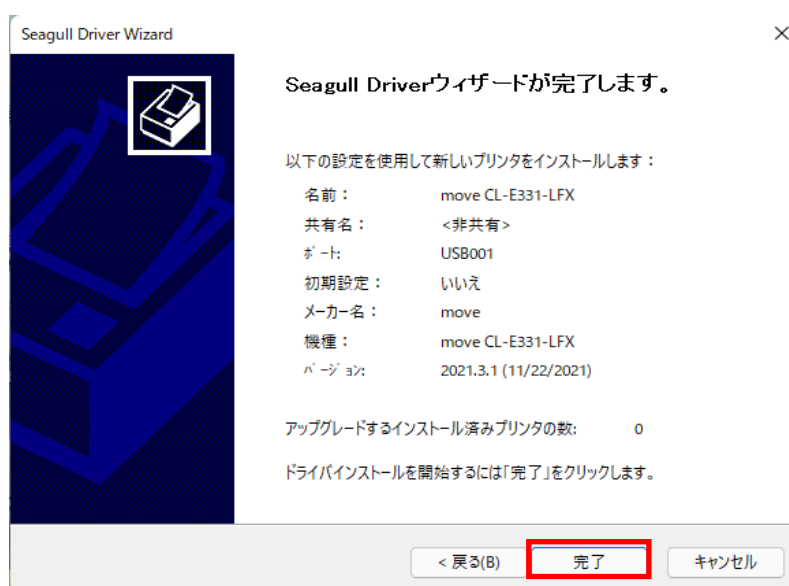 Seagull Driver Wizard
Seagull Driverウィザードが完了します。
以下の設定を使用して新しいプリンタをインストールします：
名前： move CL-E331-LFX
共有名： <非共有>
ﾎﾟｰﾄ: USB001
初期設定： いいえ
メーカー名： move
機種： move CL-E331-LFX
ﾊﾞｰｼﾞｮﾝ: 2021.3.1 (11/22/2021)
アップグレードするインストール済みプリンタの数: 0
ドライバインストールを開始するには｢完了｣をクリックします。
< 戻る(B) 完了 キャンセル